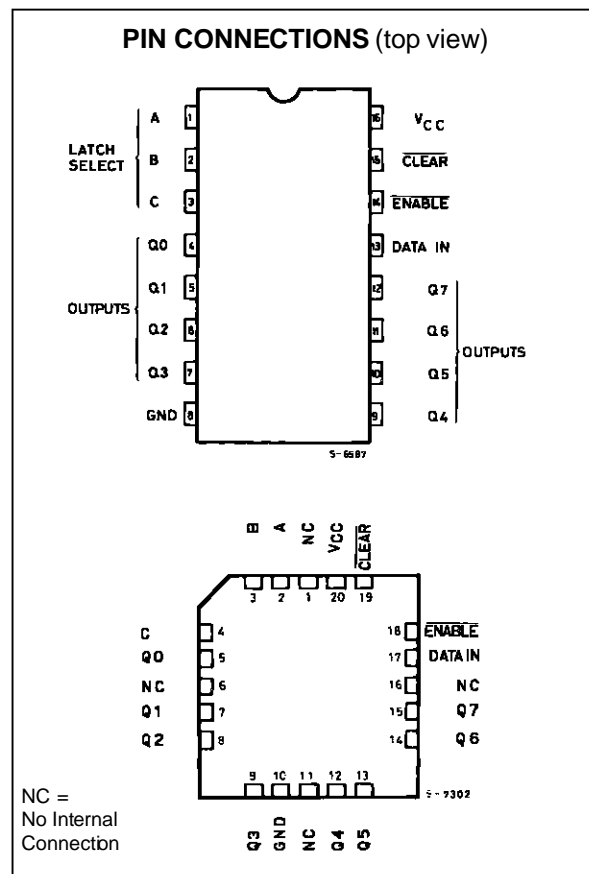 PIN CONNECTIONS (top view)
A 1 16 VCC
LATCH SELECT
B 2 15 CLEAR
C 3 14 ENABLE
Q0 4 13 DATA IN
Q1 5 12 Q7
OUTPUTS
Q2 6 11 Q6
OUTPUTS
Q3 7 10 Q5
GND 8 9 Q4
S-6587
B A NC VCC CLEAR
3 2 1 20 19
C 4 18 ENABLE
Q0 5 17 DATA IN
NC 6 16 NC
Q1 7 15 Q7
Q2 8 14 Q6
9 10 11 12 13
S-7302
Q3 GND NC Q4 Q5
NC =
No Internal
Connection